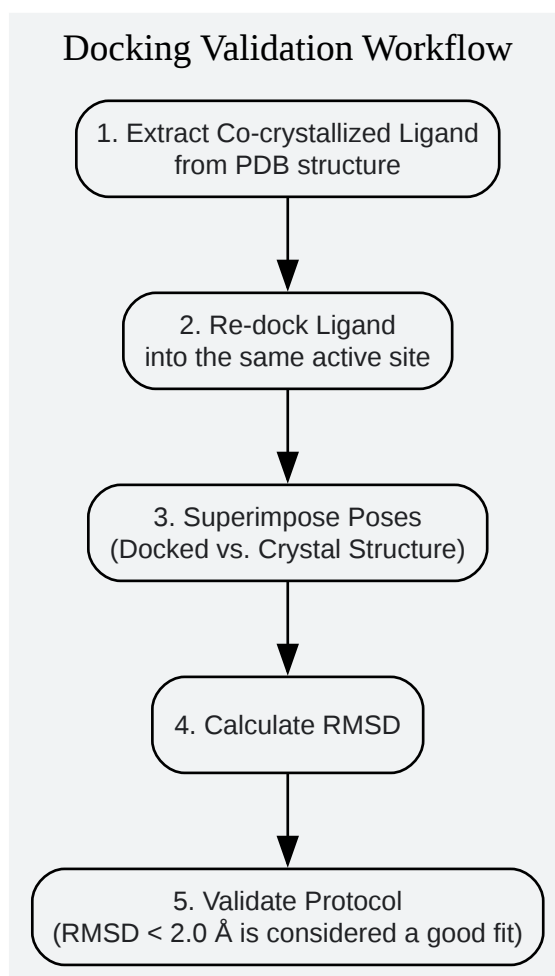 Docking Validation Workflow
1. Extract Co-crystallized Ligand
from PDB structure
2. Re-dock Ligand
into the same active site
3. Superimpose Poses
(Docked vs. Crystal Structure)
4. Calculate RMSD
5. Validate Protocol
(RMSD < 2.0 Å is considered a good fit)